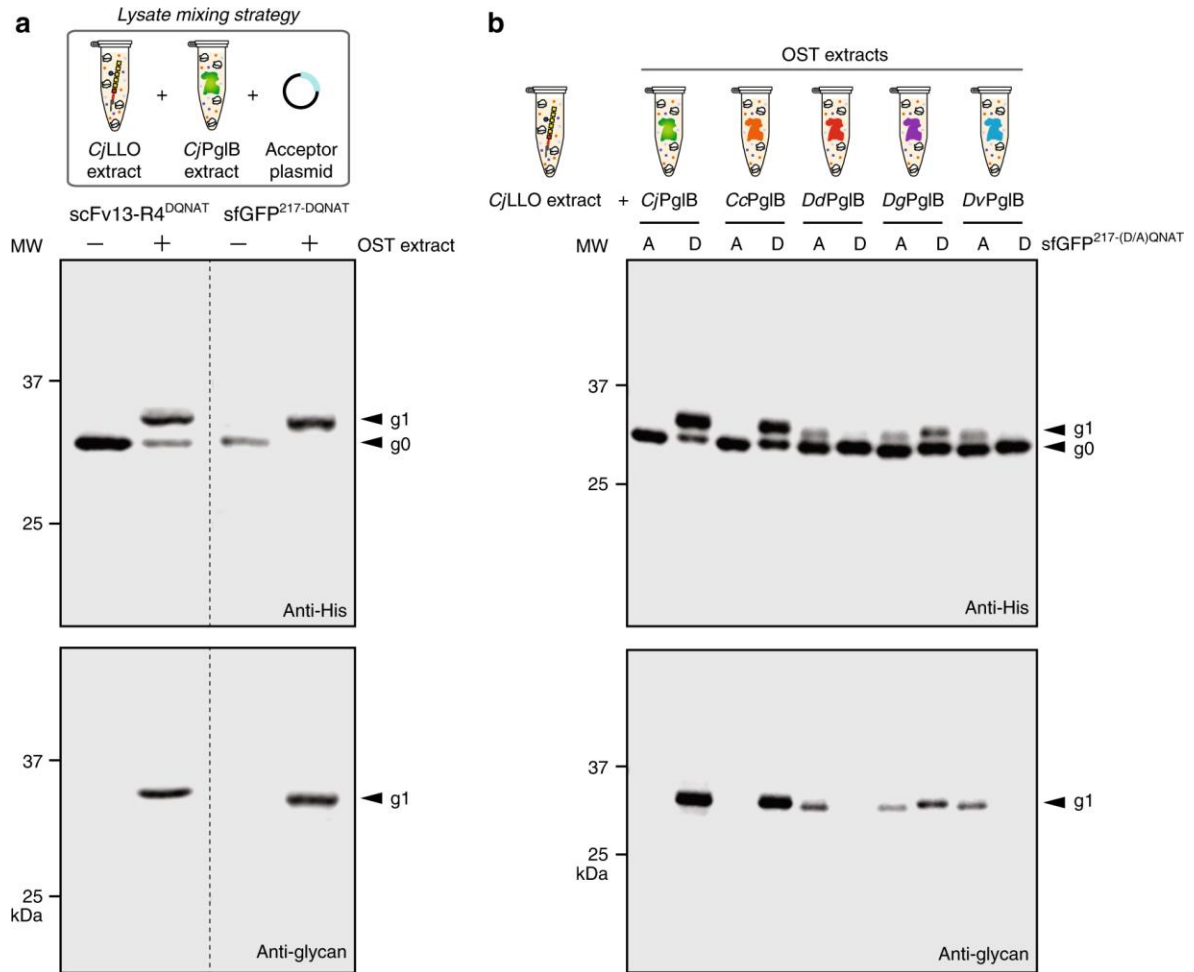 a
Lysate mixing strategy
+ +
CjLLO extract
CjPglB extract
Acceptor plasmid
scFv13-R4DQNAT sfGFP217-DQNAT
MW − + − + OST extract
37
g1
g0
25
Anti-His
37
g1
25
kDa
Anti-glycan
b
OST extracts
CjLLO extract + CjPglB CcPglB DdPglB DgPglB DvPglB
MW A D A D A D A D A D sfGFP217-(D/A)QNAT
37
g1
g0
25
Anti-His
37
g1
25
kDa
Anti-glycan